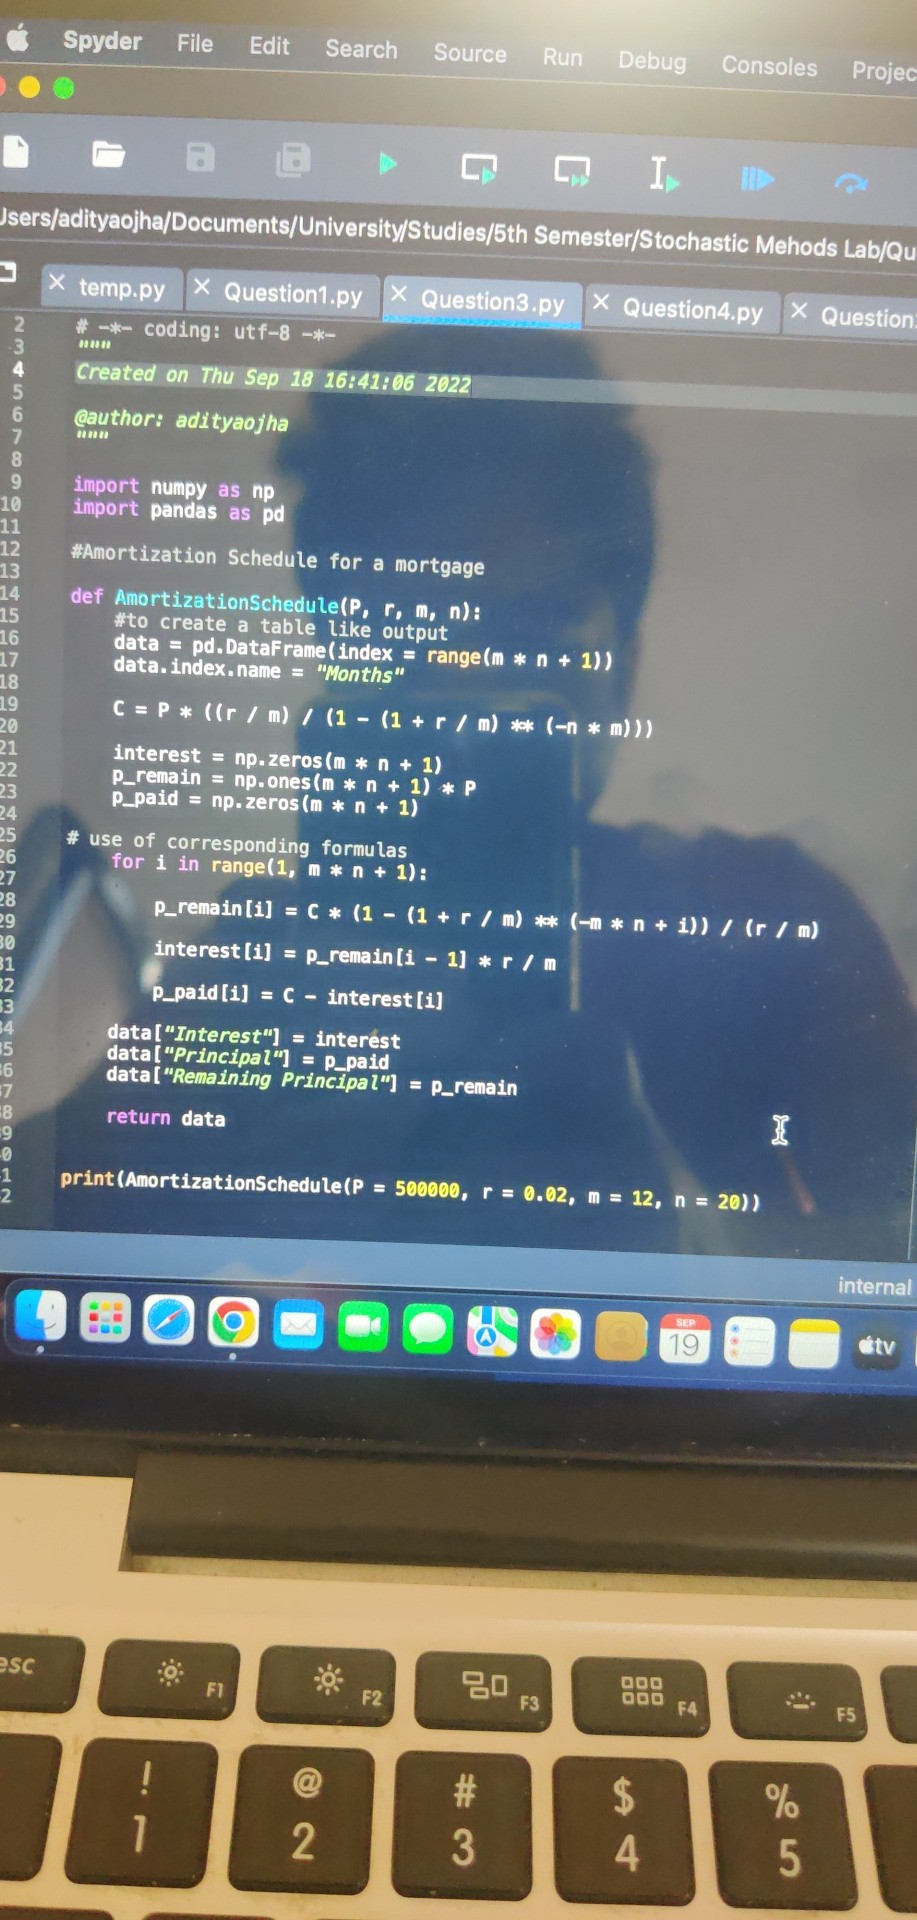 Spyder File Edit Search Source Run Debug Consoles Projec
Users/adityaojha/Documents/University/Studies/5th Semester/Stochastic Mehods Lab/Qu
temp.py Question1.py Question3.py Question4.py Question
2 # -*- coding: utf-8 -*-
3 """
4 Created on Thu Sep 18 16:41:06 2022
5
6 @author: adityaojha
7 """
8
9 import numpy as np
10 import pandas as pd
11
12 #Amortization Schedule for a mortgage
13
14 def AmortizationSchedule(P, r, m, n):
15     #to create a table like output
16     data = pd.DataFrame(index = range(m * n + 1))
17     data.index.name = "Months"
18
19     C = P * ((r / m) / (1 - (1 + r / m) ** (-n * m)))
20
21     interest = np.zeros(m * n + 1)
22     p_remain = np.ones(m * n + 1) * P
23     p_paid = np.zeros(m * n + 1)
24
25 # use of corresponding formulas
26     for i in range(1, m * n + 1):
27
28         p_remain[i] = C * (1 - (1 + r / m) ** (-m * n + i)) / (r / m)
29
30         interest[i] = p_remain[i - 1] * r / m
31
32         p_paid[i] = C - interest[i]
33
34     data["Interest"] = interest
35     data["Principal"] = p_paid
36     data["Remaining Principal"] = p_remain
37
38     return data
39
0
1 print(AmortizationSchedule(P = 500000, r = 0.02, m = 12, n = 20))
2
internal
SEP
19
tv
esc F1 F2 F3 F4 F5
! @ # $ %
1 2 3 4 5